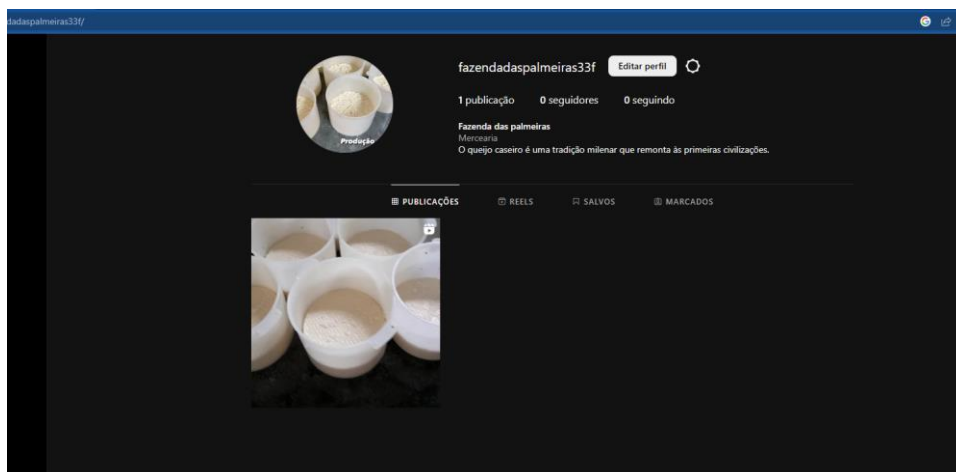 dadaspalmeiras33f/
fazendadaspalmeiras33f Editar perfil
1 publicação 0 seguidores 0 seguindo
Fazenda das palmeiras
Mercearia
O queijo caseiro é uma tradição milenar que remonta às primeiras civilizações.
Produção
PUBLICAÇÕES REELS SALVOS MARCADOS